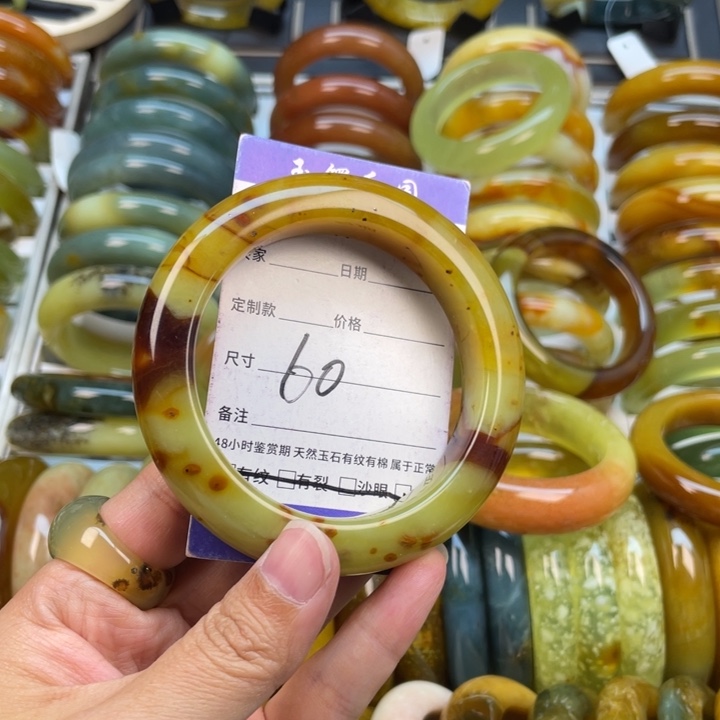 家 日期
定制款 价格
尺寸 60
备注
48小时鉴赏期 天然玉石有纹有棉 属于正常
有纹 □有裂 □沙眼 □